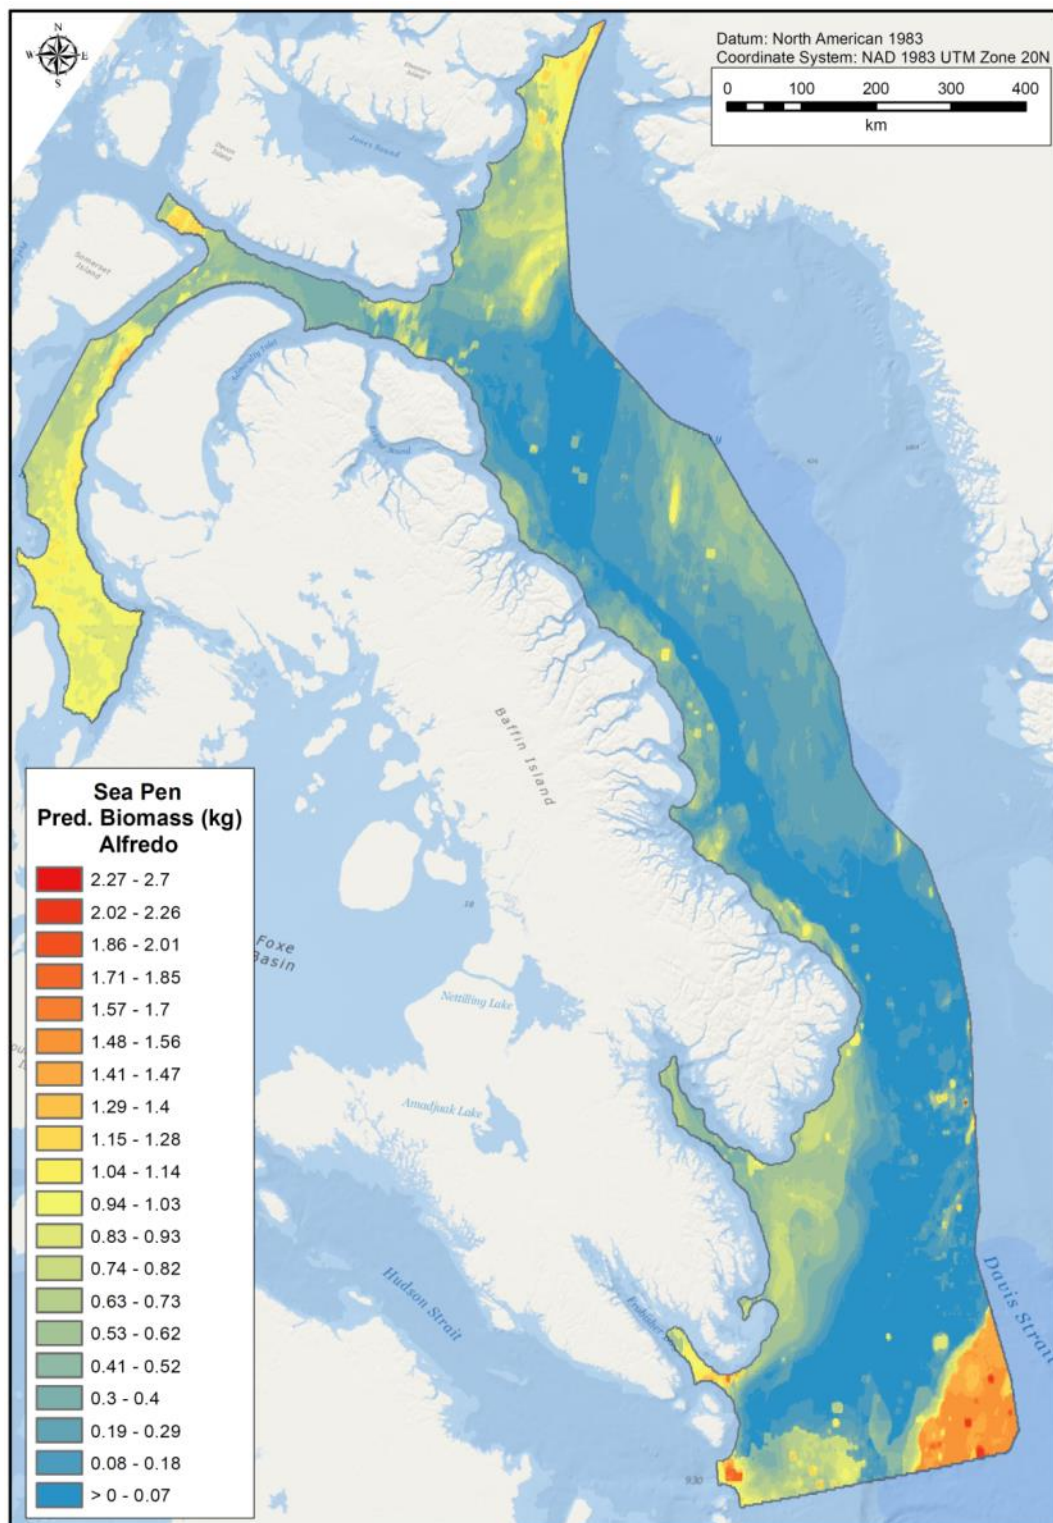 N
W E
S
Datum: North American 1983
Coordinate System: NAD 1983 UTM Zone 20N
0 100 200 300 400
km
Devon
Island
Jones Sound
Somerset
Island
Admiralty Inlet
Sound
Baffin Island
Foxe
Basin
Nettilling Lake
Amadjuak Lake
Hudson Strait
Frobisher
Davis Strait
930
Sea Pen
Pred. Biomass (kg)
Alfredo
2.27 - 2.7
2.02 - 2.26
1.86 - 2.01
1.71 - 1.85
1.57 - 1.7
1.48 - 1.56
1.41 - 1.47
1.29 - 1.4
1.15 - 1.28
1.04 - 1.14
0.94 - 1.03
0.83 - 0.93
0.74 - 0.82
0.63 - 0.73
0.53 - 0.62
0.41 - 0.52
0.3 - 0.4
0.19 - 0.29
0.08 - 0.18
> 0 - 0.07